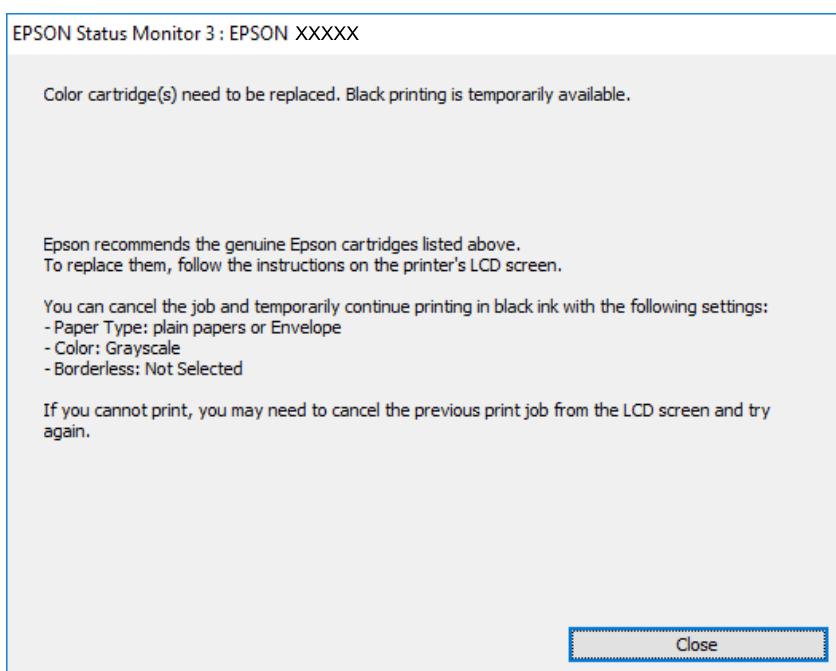 EPSON Status Monitor 3 : EPSON XXXXX
Color cartridge(s) need to be replaced. Black printing is temporarily available.
Epson recommends the genuine Epson cartridges listed above.
To replace them, follow the instructions on the printer's LCD screen.
You can cancel the job and temporarily continue printing in black ink with the following settings:
- Paper Type: plain papers or Envelope
- Color: Grayscale
- Borderless: Not Selected
If you cannot print, you may need to cancel the previous print job from the LCD screen and try
again.
Close